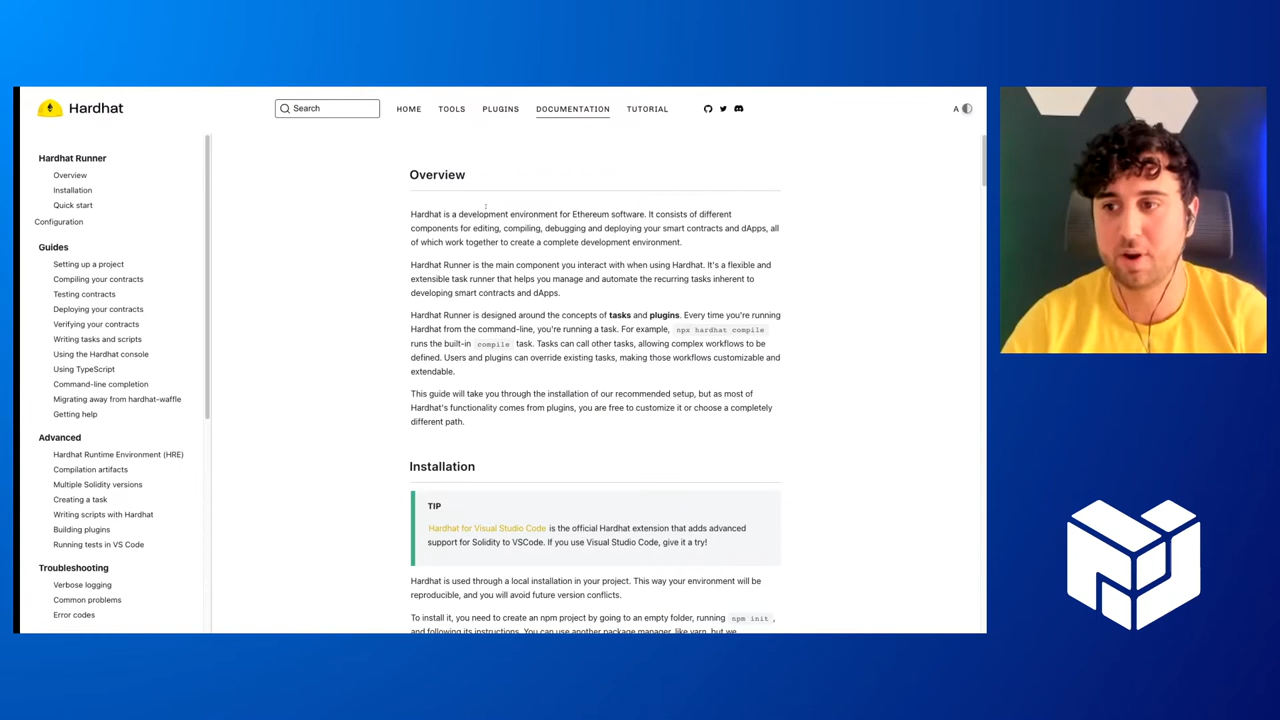 Hardhat
Search
HOME
TOOLS
PLUGINS
DOCUMENTATION
TUTORIAL
A
Hardhat Runner
Overview
Installation
Quick start
Configuration
Guides
Setting up a project
Compiling your contracts
Testing contracts
Deploying your contracts
Verifying your contracts
Writing tasks and scripts
Using the Hardhat console
Using TypeScript
Command-line completion
Migrating away from hardhat-waffle
Getting help
Advanced
Hardhat Runtime Environment (HRE)
Compilation artifacts
Multiple Solidity versions
Creating a task
Writing scripts with Hardhat
Building plugins
Running tests in VS Code
Troubleshooting
Verbose logging
Common problems
Error codes
Overview
Hardhat is a development environment for Ethereum software. It consists of different
components for editing, compiling, debugging and deploying your smart contracts and dApps, all
of which work together to create a complete development environment.
Hardhat Runner is the main component you interact with when using Hardhat. It's a flexible and
extensible task runner that helps you manage and automate the recurring tasks inherent to
developing smart contracts and dApps.
Hardhat Runner is designed around the concepts of tasks and plugins. Every time you're running
Hardhat from the command-line, you're running a task. For example, npx hardhat compile
runs the built-in compile task. Tasks can call other tasks, allowing complex workflows to be
defined. Users and plugins can override existing tasks, making those workflows customizable and
extendable.
This guide will take you through the installation of our recommended setup, but as most of
Hardhat's functionality comes from plugins, you are free to customize it or choose a completely
different path.
Installation
TIP
Hardhat for Visual Studio Code is the official Hardhat extension that adds advanced
support for Solidity to VSCode. If you use Visual Studio Code, give it a try!
Hardhat is used through a local installation in your project. This way your environment will be
reproducible, and you will avoid future version conflicts.
To install it, you need to create an npm project by going to an empty folder, running npm init ,
and following its instructions. You can use another package manager, like yarn, but we